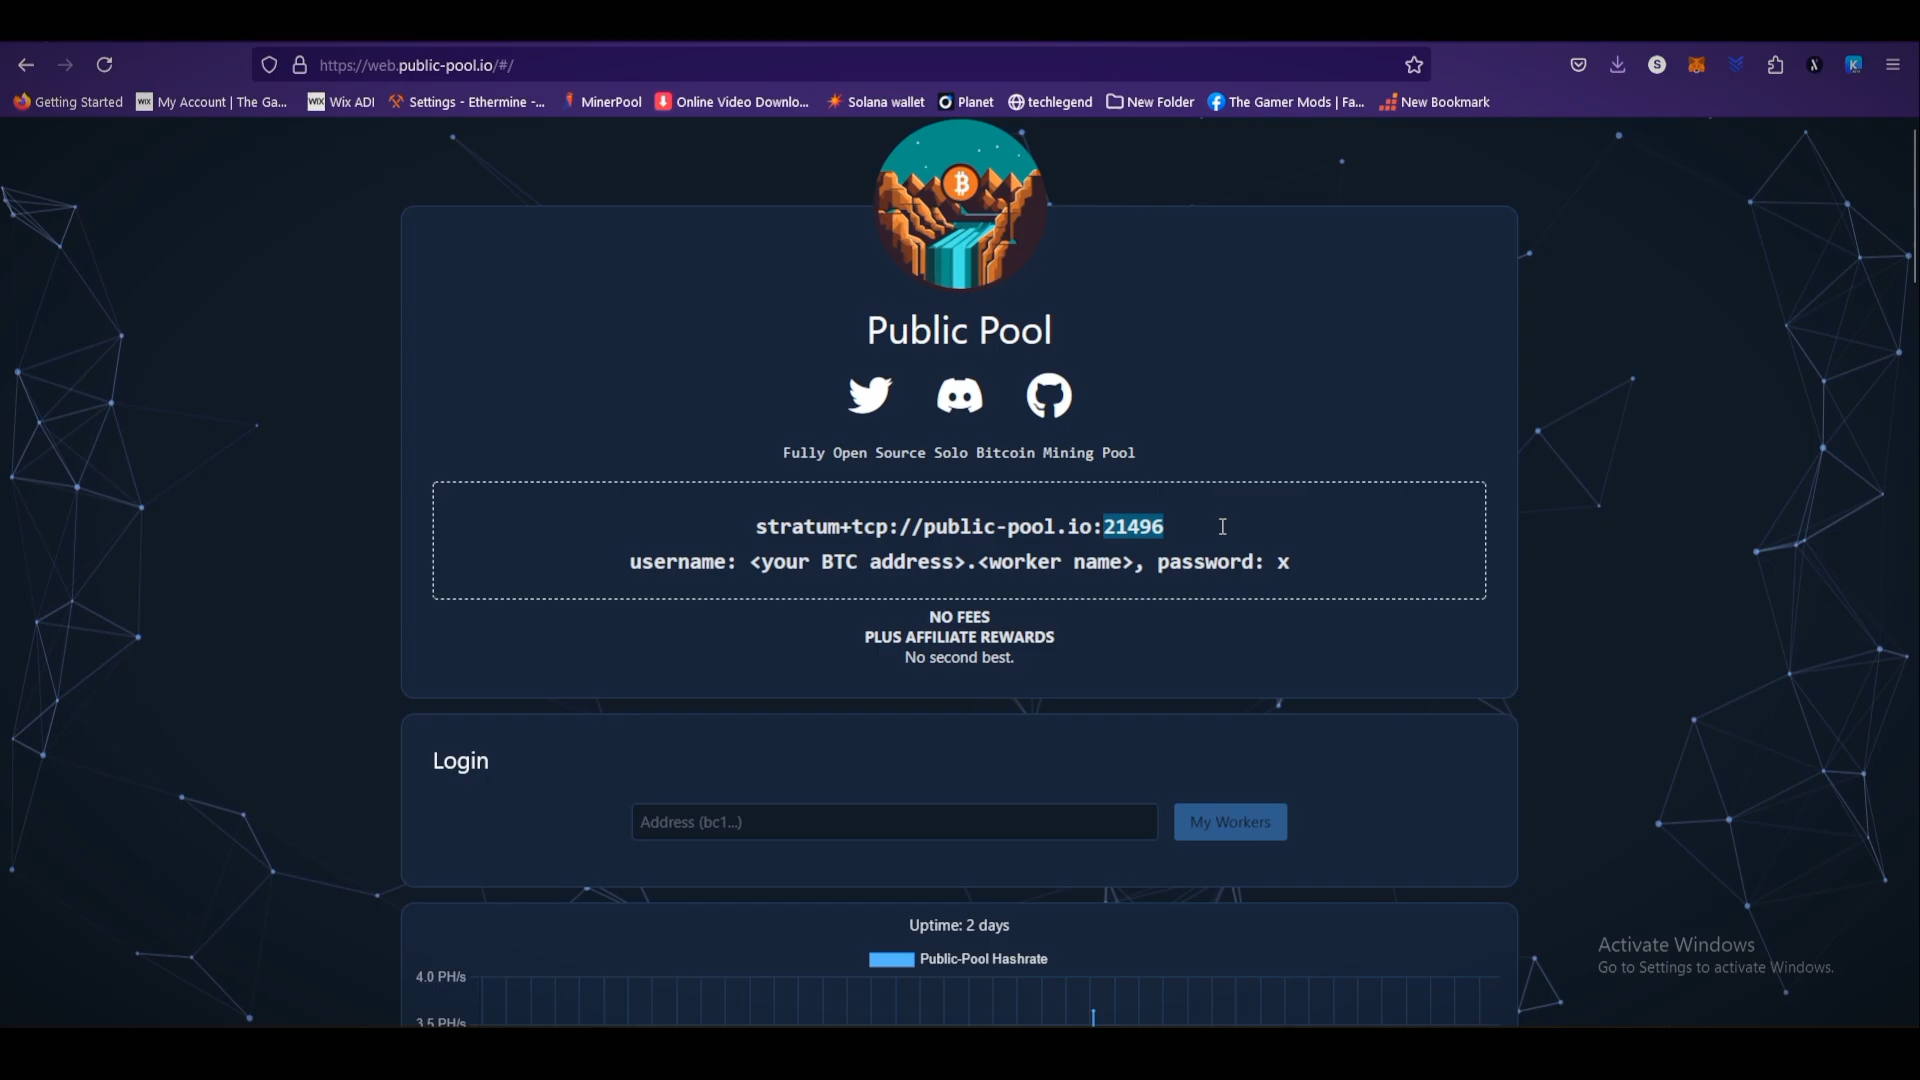 https://web.public-pool.io/#/
S
K
Getting Started
WIX My Account | The Ga...
WIX Wix ADI
Settings - Ethermine -...
MinerPool
Online Video Downlo...
Solana wallet
Planet
techlegend
New Folder
The Gamer Mods | Fa...
New Bookmark
Public Pool
Fully Open Source Solo Bitcoin Mining Pool
stratum+tcp://public-pool.io:21496
username: <your BTC address>.<worker name>, password: x
NO FEES
PLUS AFFILIATE REWARDS
No second best.
Login
Address (bc1...)
My Workers
Uptime: 2 days
Public-Pool Hashrate
4.0 PH/s
3.5 PH/s
Activate Windows
Go to Settings to activate Windows.